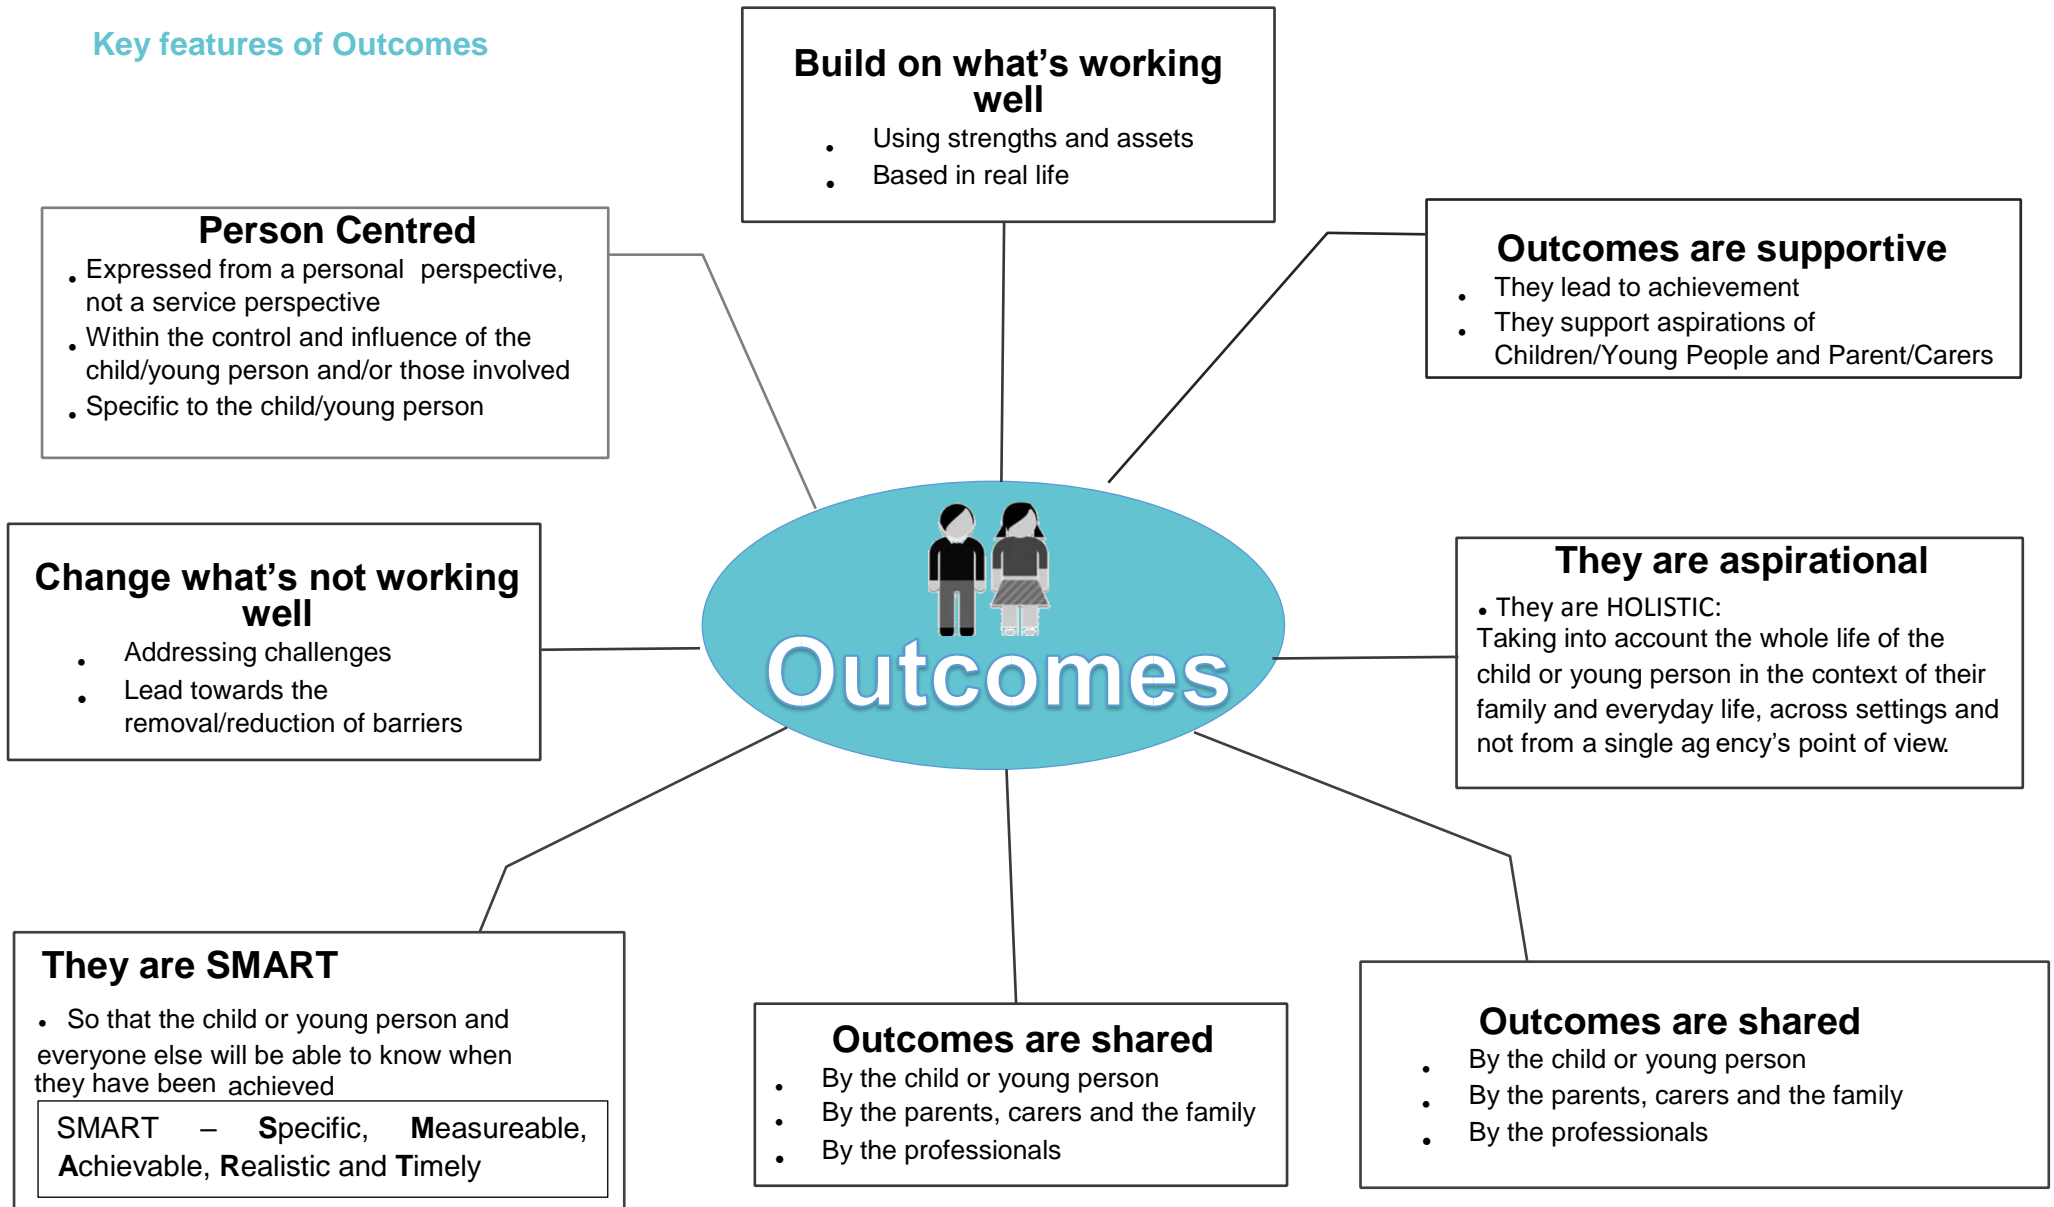 Key features of Outcomes
Build on what's working
well
• Using strengths and assets
• Based in real life
Person Centred
• Expressed from a personal perspective,
not a service perspective
• Within the control and influence of the
child/young person and/or those involved
• Specific to the child/young person
Outcomes are supportive
• They lead to achievement
• They support aspirations of
Children/Young People and Parent/Carers
Change what's not working
well
• Addressing challenges
• Lead towards the
removal/reduction of barriers
Outcomes
They are aspirational
• They are HOLISTIC:
Taking into account the whole life of the
child or young person in the context of their
family and everyday life, across settings and
not from a single ag ency's point of view.
They are SMART
• So that the child or young person and
everyone else will be able to know when
they have been achieved
SMART – Specific, Measureable,
Achievable, Realistic and Timely
Outcomes are shared
• By the child or young person
• By the parents, carers and the family
• By the professionals
Outcomes are shared
• By the child or young person
• By the parents, carers and the family
• By the professionals